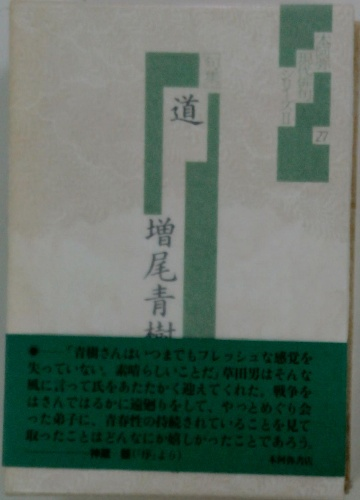 句集
道
増尾青樹
27
「青樹さんはいつまでもフレッシュな感覚を
失っていない。素晴らしいことだ」草田男はそんな
風に言って氏をあたたかく迎えてくれた。戦争を
はさんではるかに遠廻りをして、やっとめぐり会
った弟子に、青春性の持続されていることを見て
取ったことはどんなにか嬉しかったことであろう。
（「序」より）
本阿弥書店